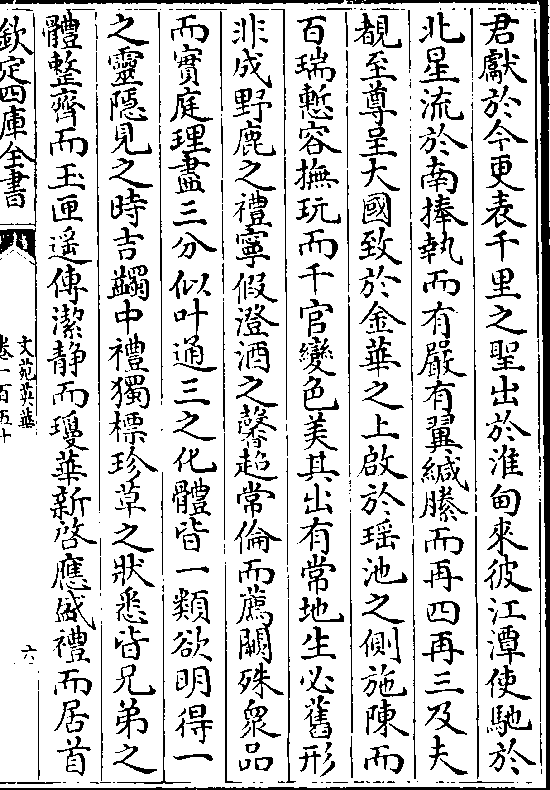 君獻於今更表千里之聖出於淮甸來彼江潭使馳於
北星流於南捧執而有嚴有翼緘縢而再四再三及夫
覩至尊呈大國致於金華之上啟於瑶池之側施陳而
百瑞慙容撫玩而千官變色美其出有常地生必舊形
非成野鹿之禮寧假澄酒之馨超常倫而薦闕殊衆品
而實庭理盡三分似叶通三之化體皆一類欲明得一
之靈隠見之時吉蠲中禮獨標珍草之狀悉皆兄弟之
體整齊而玉匣遥傳潔静而瓊華新啓應盛禮而居首
欽定四庫全書
文苑英華
卷一百五十
六